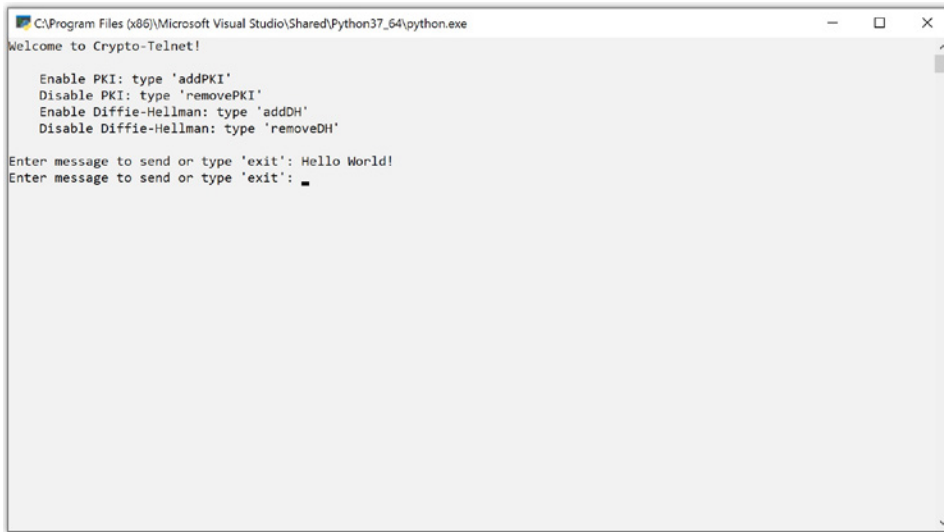 C:\Program Files (x86)\Microsoft Visual Studio\Shared\Python37_64\python.exe
Welcome to Crypto-Telnet!
Enable PKI: type 'addPKI'
Disable PKI: type 'removePKI'
Enable Diffie-Hellman: type 'addDH'
Disable Diffie-Hellman: type 'removeDH'
Enter message to send or type 'exit': Hello World!
Enter message to send or type 'exit':